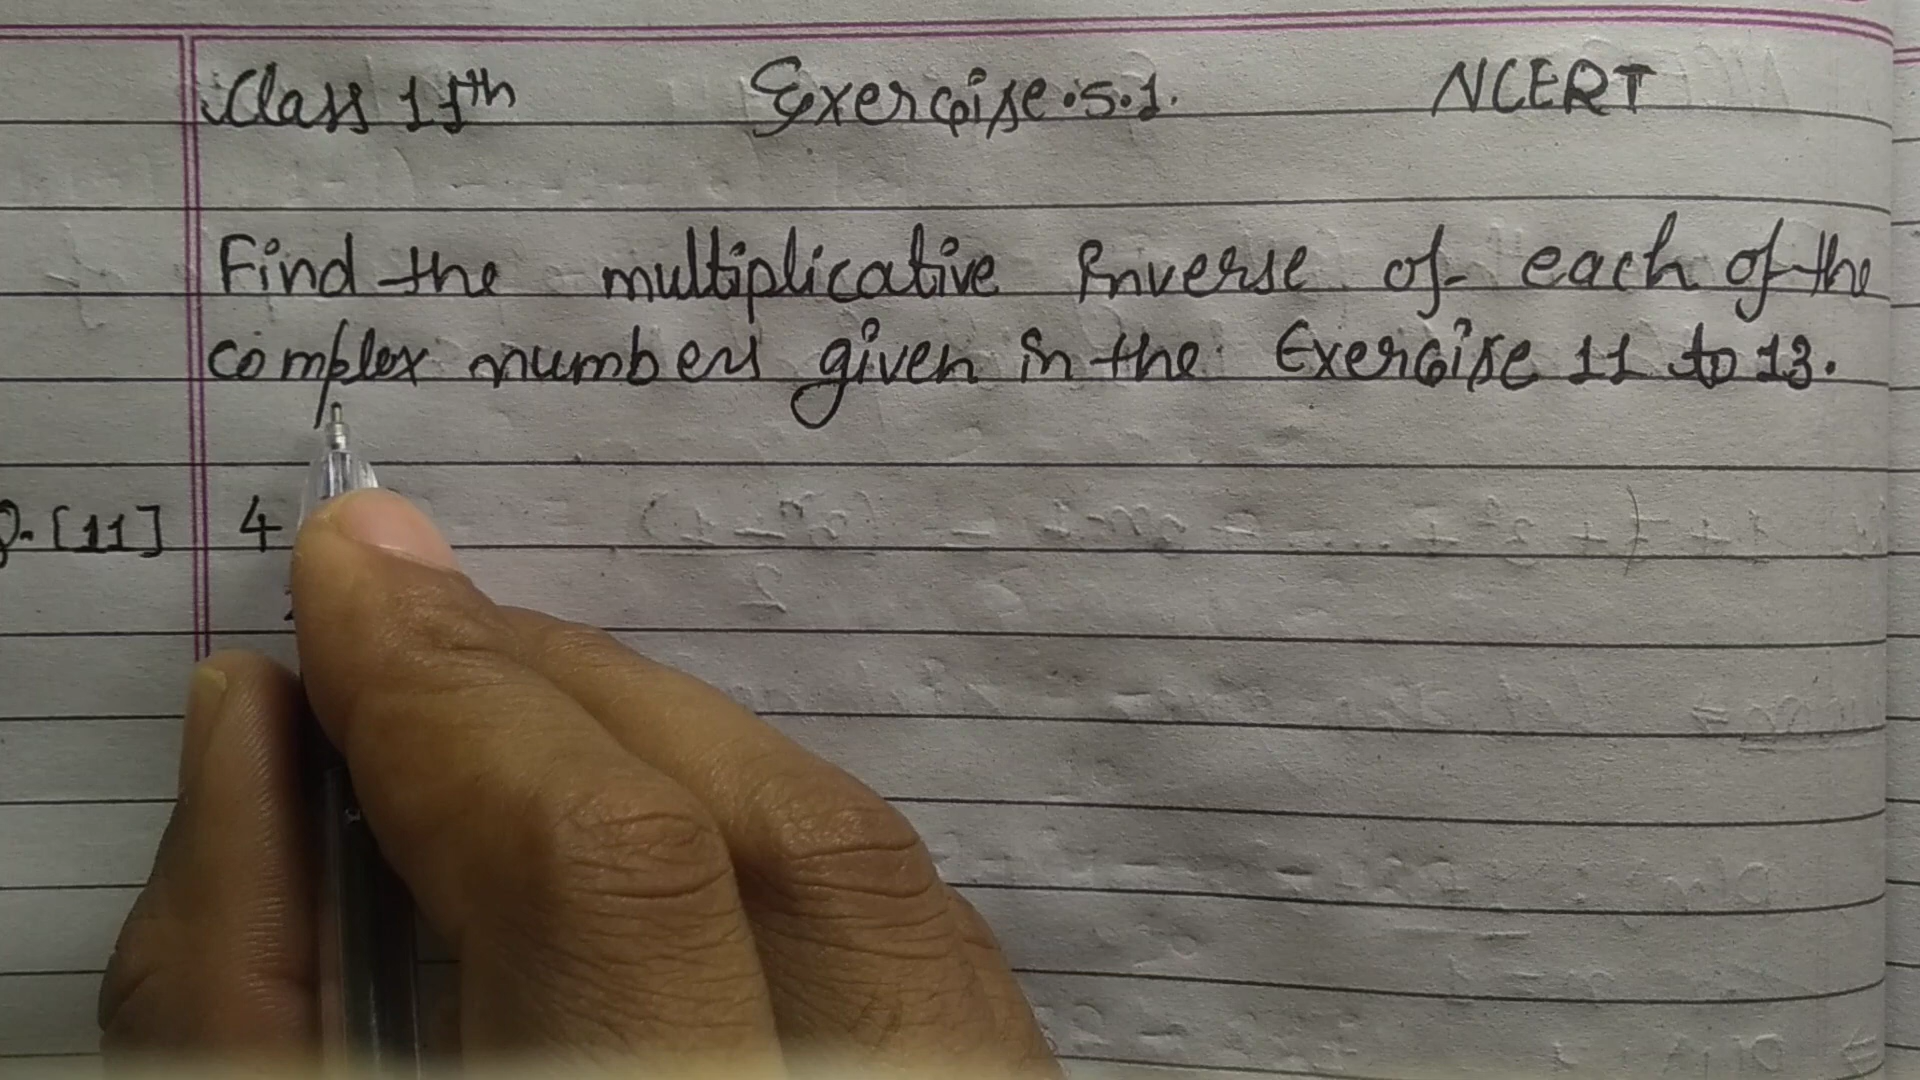 Class 11th Exercise.5.1. NCERT
Find the multiplicative inverse of each of the
complex numbers given in the Exercise 11 to 13.
Q.[11] 4